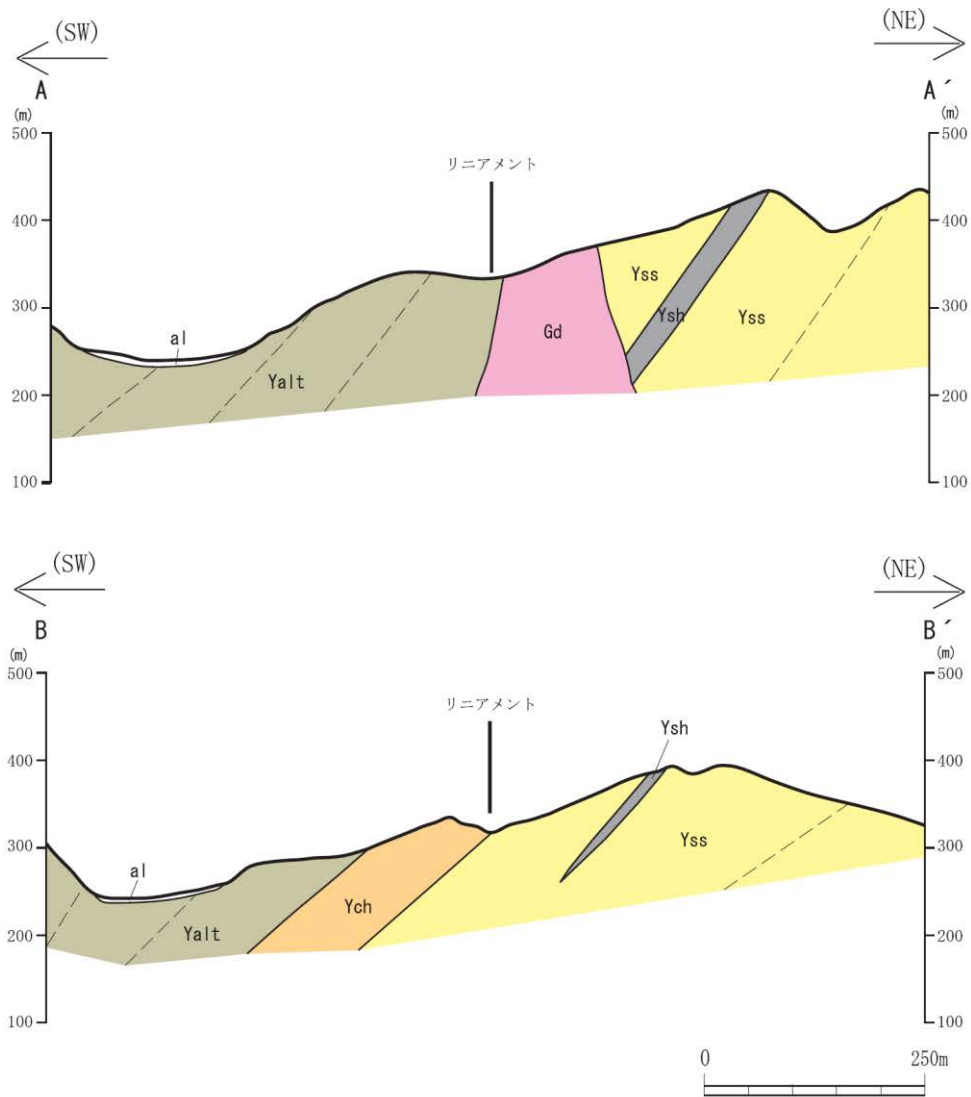 (SW) (NE)
A A´
(m) (m)
500 500
リニアメント
400 400
Yss
300 Ysh Yss 300
Gd
al
Yalt
200 200
100 100
(SW) (NE)
B B´
(m) (m)
500 500
リニアメント
Ysh
400 400
Yss
300 300
al
Ych
Yalt
200 200
100 100
0 250m